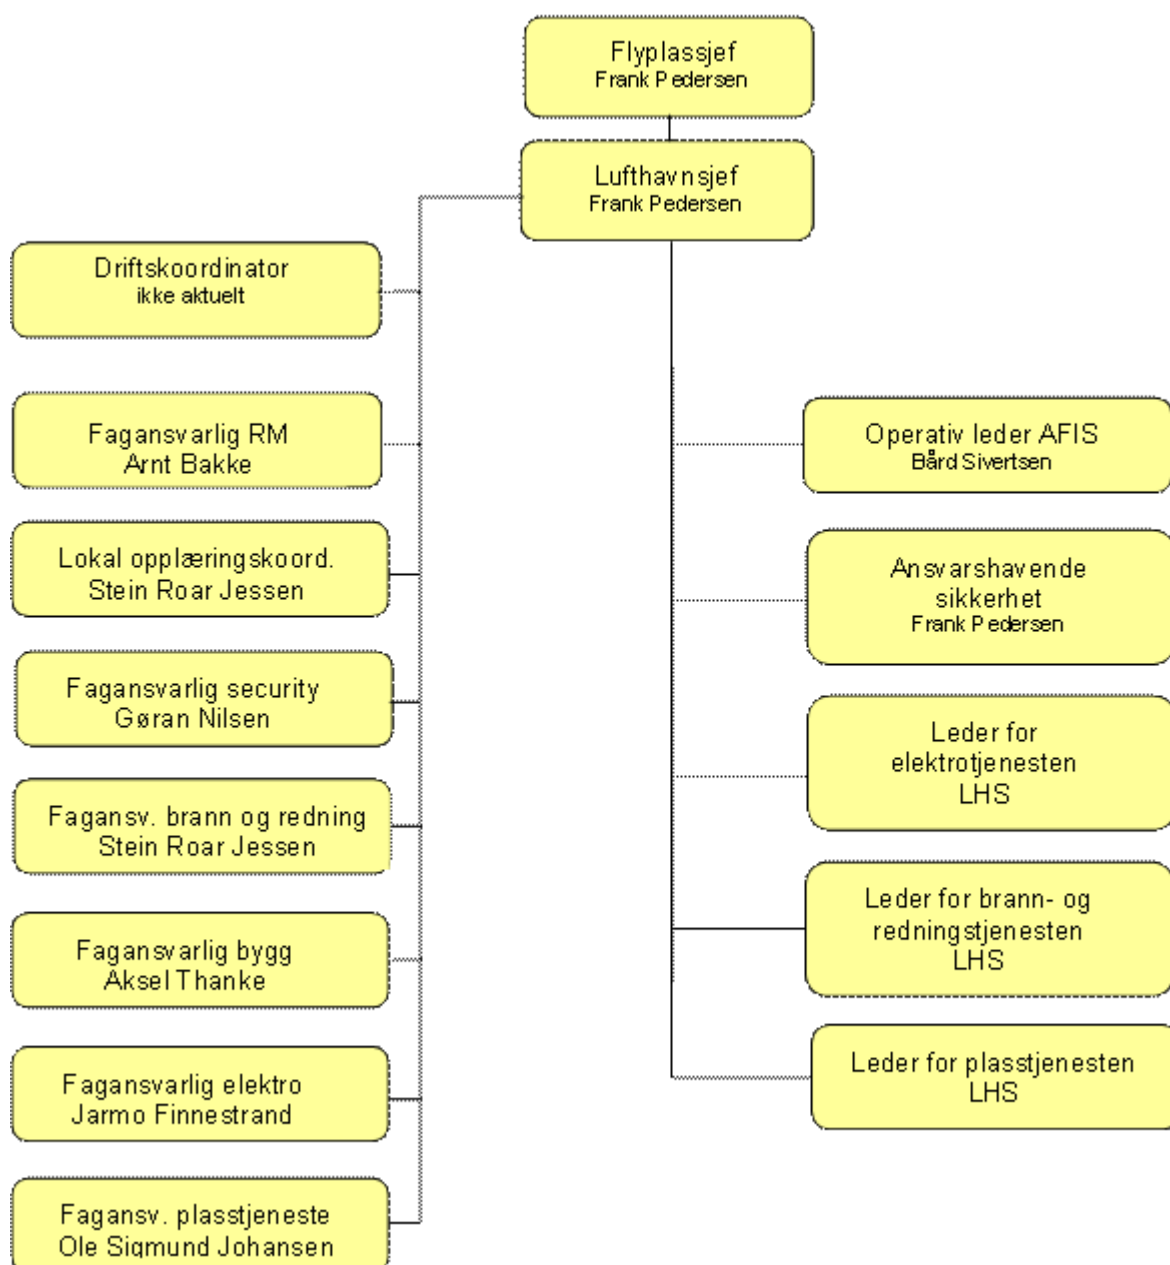 Flyplassjef
Frank Pedersen
Lufthavnsjef
Frank Pedersen
Driftskoordinator
ikke aktuelt
Fagansvarlig RM
Arnt Bakke
Lokal opplæringskoord.
Stein Roar Jessen
Fagansvarlig security
Gøran Nilsen
Fagansv. brann og redning
Stein Roar Jessen
Fagansvarlig bygg
Aksel Thanke
Fagansvarlig elektro
Jarmo Finnestrand
Fagansv. plasstjeneste
Ole Sigmund Johansen
Operativ leder AFIS
Bård Sivertsen
Ansvarshavende
sikkerhet
Frank Pedersen
Leder for
elektrotjenesten
LHS
Leder for brann- og
redningstjenesten
LHS
Leder for plasstjenesten
LHS